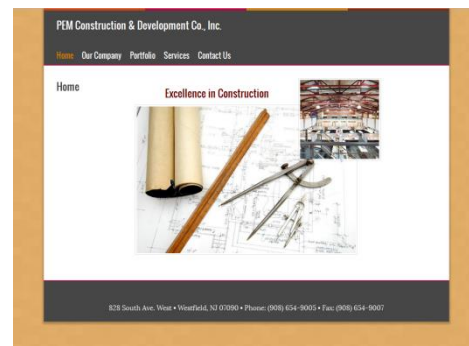 PEM Construction & Development Co., Inc.
Home Our Company Portfolio Services Contact Us
Home
Excellence in Construction
828 South Ave. West • Westfield, NJ 07090 • Phone: (908) 654-9005 • Fax: (908) 654-9007